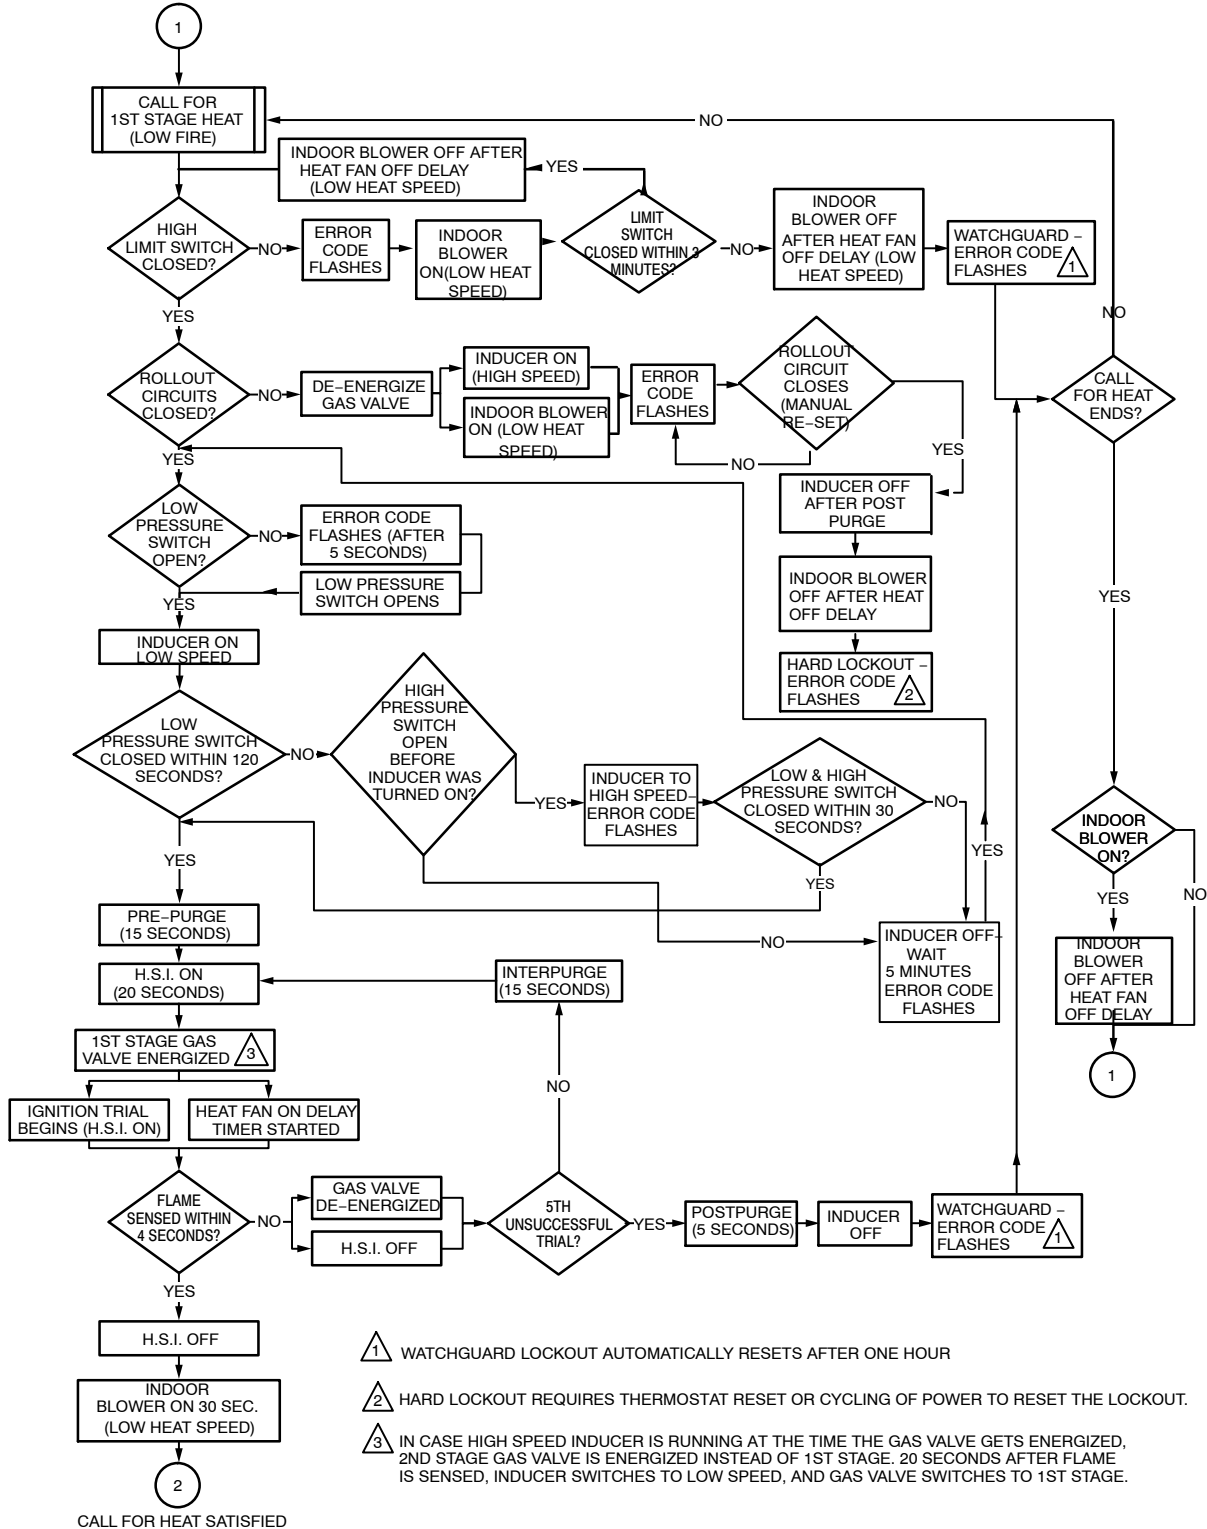 1
CALL FOR
1ST STAGE HEAT
(LOW FIRE)
NO
INDOOR BLOWER OFF AFTER
HEAT FAN OFF DELAY
(LOW HEAT SPEED)
YES
HIGH
LIMIT SWITCH
CLOSED?
NO
ERROR
CODE
FLASHES
INDOOR
BLOWER
ON(LOW HEAT
SPEED)
LIMIT
SWITCH
CLOSED WITHIN 3
MINUTES?
NO
INDOOR
BLOWER OFF
AFTER HEAT FAN
OFF DELAY (LOW
HEAT SPEED)
WATCHGUARD –
ERROR CODE
FLASHES
1
NO
YES
ROLLOUT
CIRCUITS
CLOSED?
NO
DE–ENERGIZE
GAS VALVE
INDUCER ON
(HIGH SPEED)
INDOOR BLOWER
ON (LOW HEAT
SPEED)
ERROR
CODE
FLASHES
ROLLOUT
CIRCUIT
CLOSES
(MANUAL
RE–SET)
NO
YES
CALL
FOR HEAT
ENDS?
YES
INDUCER OFF
AFTER POST
PURGE
INDOOR BLOWER
OFF AFTER HEAT
OFF DELAY
HARD LOCKOUT –
ERROR CODE
FLASHES
2
YES
LOW
PRESSURE
SWITCH
OPEN?
NO
ERROR CODE
FLASHES (AFTER
5 SECONDS)
LOW PRESSURE
SWITCH OPENS
YES
INDUCER ON
LOW SPEED
LOW
PRESSURE SWITCH
CLOSED WITHIN 120
SECONDS?
NO
HIGH
PRESSURE
SWITCH
OPEN
BEFORE
INDUCER WAS
TURNED ON?
YES
INDUCER TO
HIGH SPEED–
ERROR CODE
FLASHES
LOW & HIGH
PRESSURE SWITCH
CLOSED WITHIN 30
SECONDS?
NO
YES
YES
NO
INDUCER OFF–
WAIT
5 MINUTES
ERROR CODE
FLASHES
INDOOR
BLOWER
ON?
YES
NO
INDOOR
BLOWER
OFF AFTER
HEAT FAN
OFF DELAY
1
YES
PRE–PURGE
(15 SECONDS)
H.S.I. ON
(20 SECONDS)
INTERPURGE
(15 SECONDS)
NO
1ST STAGE GAS
VALVE ENERGIZED
3
IGNITION TRIAL
BEGINS (H.S.I. ON)
HEAT FAN ON DELAY
TIMER STARTED
FLAME
SENSED WITHIN
4 SECONDS?
NO
GAS VALVE
DE–ENERGIZED
H.S.I. OFF
5TH
UNSUCCESSFUL
TRIAL?
YES
POSTPURGE
(5 SECONDS)
INDUCER
OFF
WATCHGUARD –
ERROR CODE
FLASHES
1
YES
H.S.I. OFF
INDOOR
BLOWER ON 30 SEC.
(LOW HEAT SPEED)
2
CALL FOR HEAT SATISFIED
1 WATCHGUARD LOCKOUT AUTOMATICALLY RESETS AFTER ONE HOUR
2 HARD LOCKOUT REQUIRES THERMOSTAT RESET OR CYCLING OF POWER TO RESET THE LOCKOUT.
3 IN CASE HIGH SPEED INDUCER IS RUNNING AT THE TIME THE GAS VALVE GETS ENERGIZED,
2ND STAGE GAS VALVE IS ENERGIZED INSTEAD OF 1ST STAGE. 20 SECONDS AFTER FLAME
IS SENSED, INDUCER SWITCHES TO LOW SPEED, AND GAS VALVE SWITCHES TO 1ST STAGE.